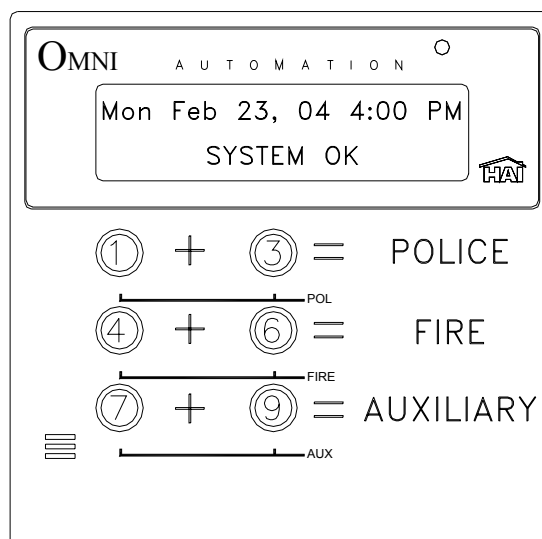 OMNI AUTOMATION
Mon Feb 23, 04 4:00 PM
SYSTEM OK
HAI
1 + 3 = POLICE
POL
4 + 6 = FIRE
FIRE
7 + 9 = AUXILIARY
AUX